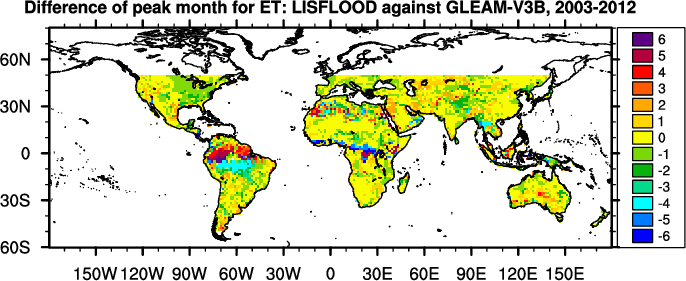 Difference of peak month for ET: LISFLOOD against GLEAM-V3B, 2003-2012
60N
30N
0
30S
60S
150W 120W 90W 60W 30W 0 30E 60E 90E 120E 150E
6
5
4
3
2
1
0
-1
-2
-3
-4
-5
-6